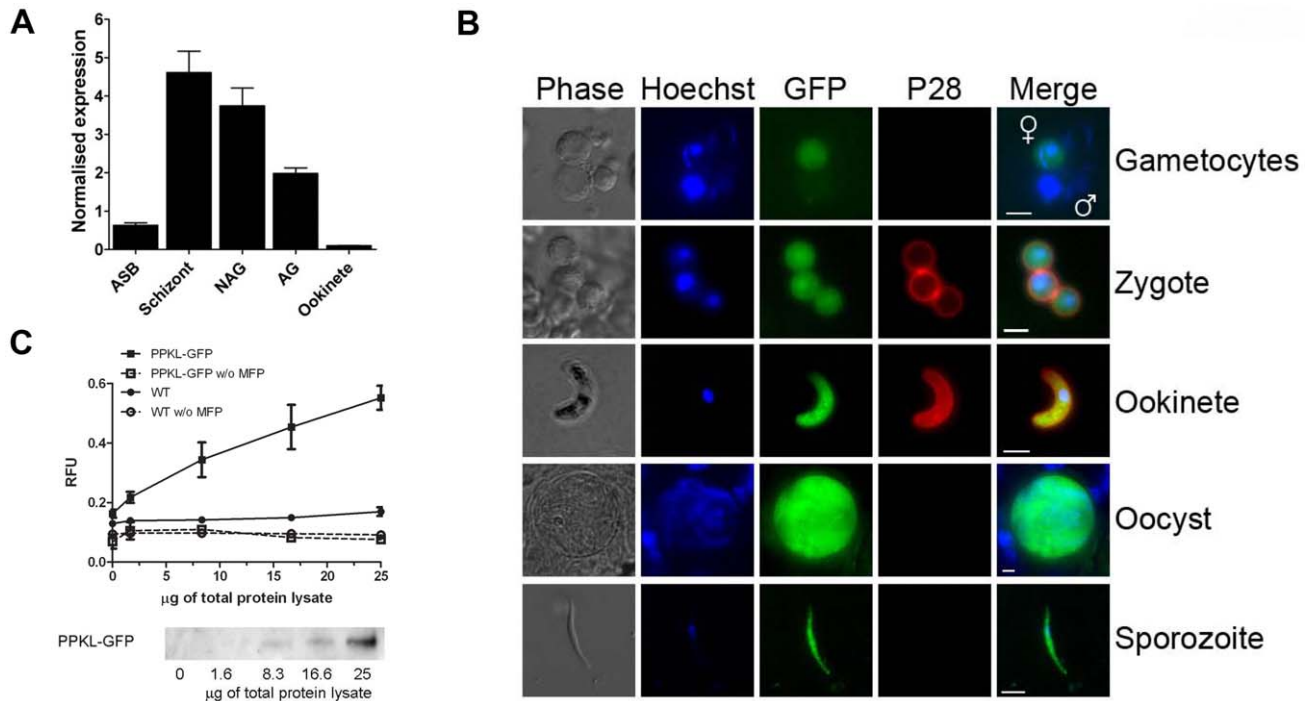 A
Normalised expression
6
5
4
3
2
1
0
ASB
Schizont
NAG
AG
Ookinete
B
Phase Hoechst GFP P28 Merge
♀
♂
Gametocytes
Zygote
Ookinete
Oocyst
Sporozoite
C
PPKL-GFP
PPKL-GFP w/o MFP
WT
WT w/o MFP
RFU
0.6
0.4
0.2
0.0
0 5 10 15 20 25
µg of total protein lysate
PPKL-GFP
0 1.6 8.3 16.6 25
µg of total protein lysate